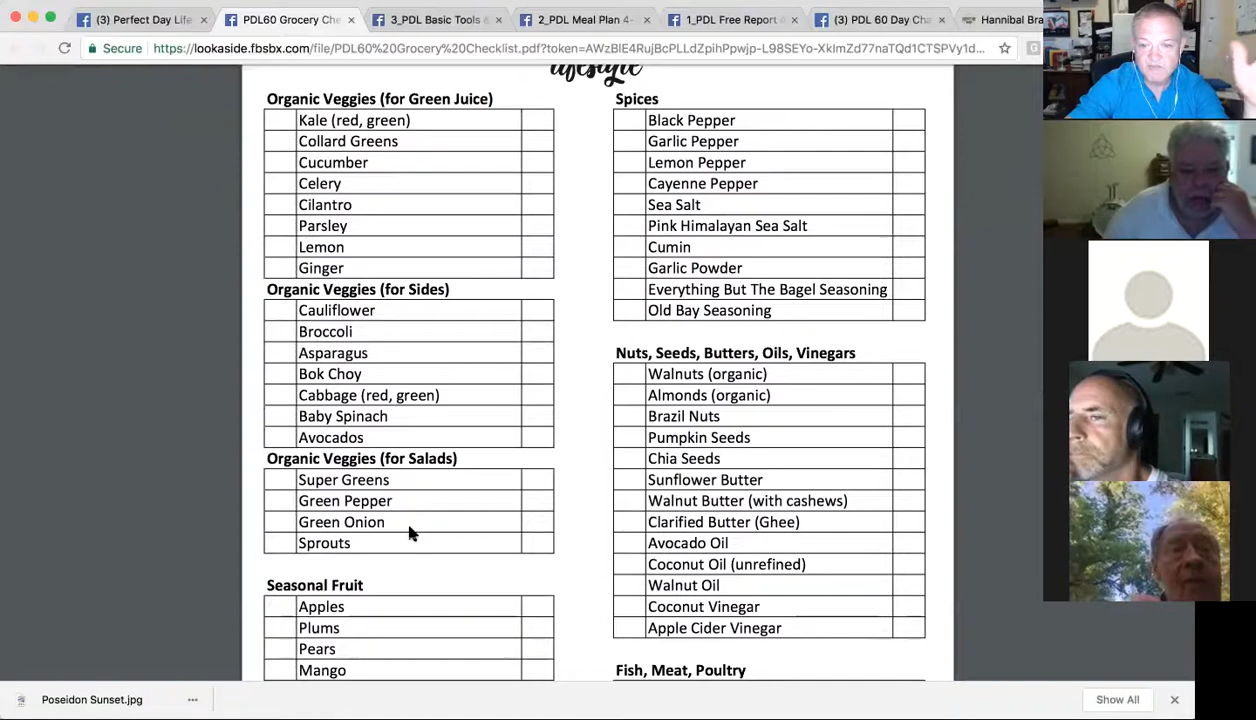 (3) Perfect Day Life
PDL60 Grocery Che
3_PDL Basic Tools &
2_PDL Meal Plan 4-
1_PDL Free Report
(3) PDL 60 Day Cha
Hannibal Bra
Secure
https://lookaside.fbsbx.com/file/PDL60%20Grocery%20Checklist.pdf?token=AWzBlE4RujBcPLLdZpihPpwjp-L98SEYo-XklmZd77naTQd1CTSPVy1d...
lifestyle
Organic Veggies (for Green Juice)
Kale (red, green)
Collard Greens
Cucumber
Celery
Cilantro
Parsley
Lemon
Ginger
Organic Veggies (for Sides)
Cauliflower
Broccoli
Asparagus
Bok Choy
Cabbage (red, green)
Baby Spinach
Avocados
Organic Veggies (for Salads)
Super Greens
Green Pepper
Green Onion
Sprouts
Seasonal Fruit
Apples
Plums
Pears
Mango
Spices
Black Pepper
Garlic Pepper
Lemon Pepper
Cayenne Pepper
Sea Salt
Pink Himalayan Sea Salt
Cumin
Garlic Powder
Everything But The Bagel Seasoning
Old Bay Seasoning
Nuts, Seeds, Butters, Oils, Vinegars
Walnuts (organic)
Almonds (organic)
Brazil Nuts
Pumpkin Seeds
Chia Seeds
Sunflower Butter
Walnut Butter (with cashews)
Clarified Butter (Ghee)
Avocado Oil
Coconut Oil (unrefined)
Walnut Oil
Coconut Vinegar
Apple Cider Vinegar
Fish, Meat, Poultry
Poseidon Sunset.jpg
Show All